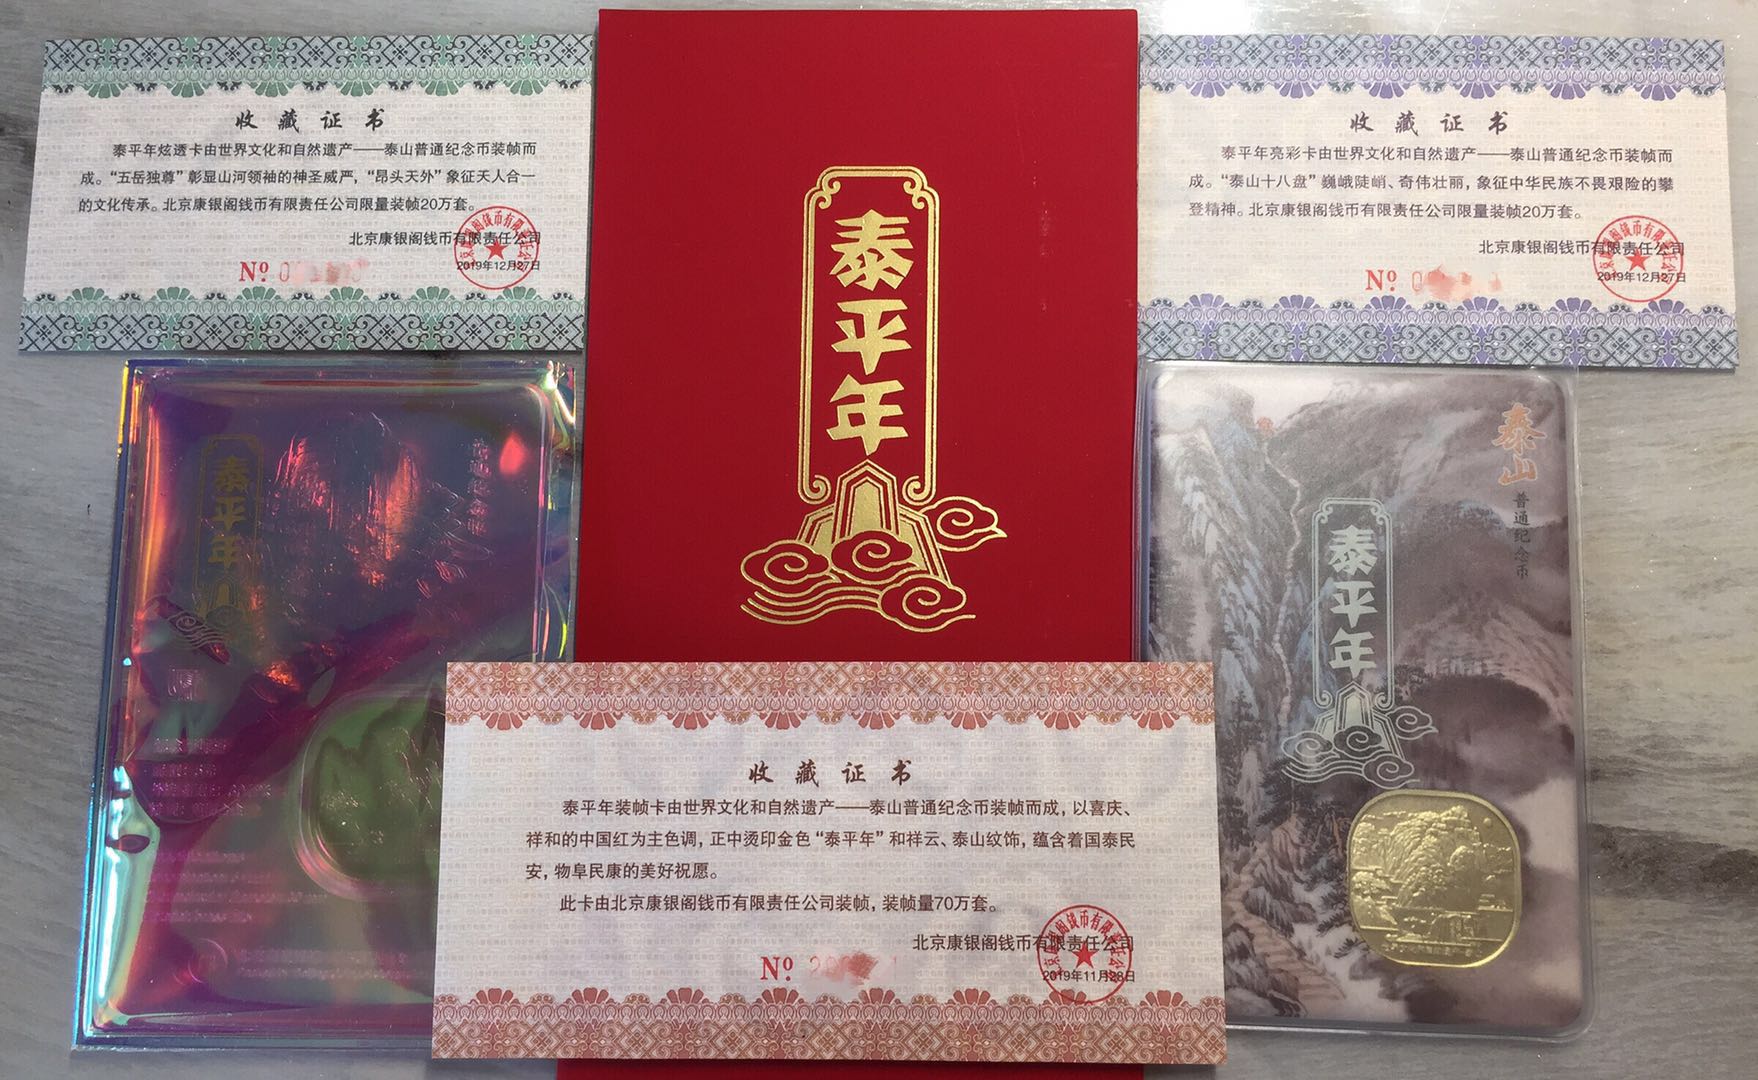 收藏证书
泰平年炫透卡由世界文化和自然遗产——泰山普通纪念币装帧而
成。“五岳独尊”彰显山河领袖的神圣威严，“昂头天外”象征天人合一
的文化传承。北京康银阁钱币有限责任公司限量装帧20万套。
北京康银阁钱币有限责任公司
2019年12月27日
Nº 0
泰平年
收藏证书
泰平年亮彩卡由世界文化和自然遗产——泰山普通纪念币装帧而
成。“泰山十八盘”巍峨陡峭、奇伟壮丽，象征中华民族不畏艰险的攀
登精神。北京康银阁钱币有限责任公司限量装帧20万套。
北京康银阁钱币有限责任公司
2019年12月27日
Nº 0
泰平年
普通纪念币
泰山
普通纪念币
泰平年
收藏证书
泰平年装帧卡由世界文化和自然遗产——泰山普通纪念币装帧而成，以喜庆、
祥和的中国红为主色调，正中烫印金色“泰平年”和祥云、泰山纹饰，蕴含着国泰民
安，物阜民康的美好祝愿。
此卡由北京康银阁钱币有限责任公司装帧，装帧量70万套。
北京康银阁钱币有限责任公司
2019年11月28日
Nº